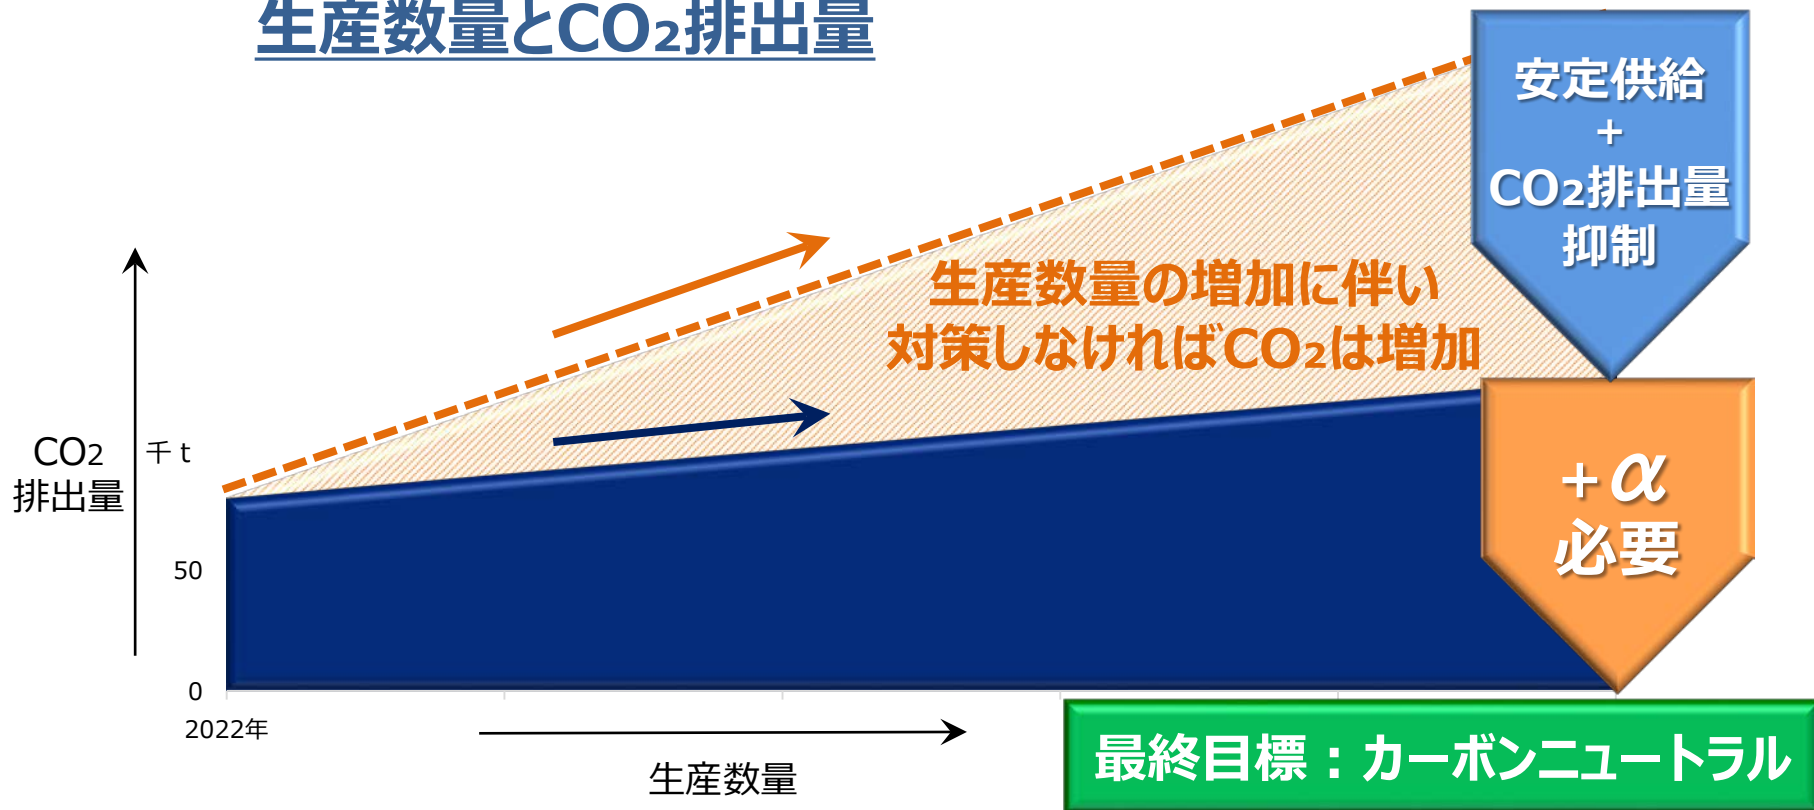 生産数量とCO₂排出量
安定供給
+
CO₂排出量
抑制
生産数量の増加に伴い
対策しなければCO₂は増加
CO₂
排出量
千 t
+α
必要
50
0
2022年
生産数量
最終目標：カーボンニュートラル